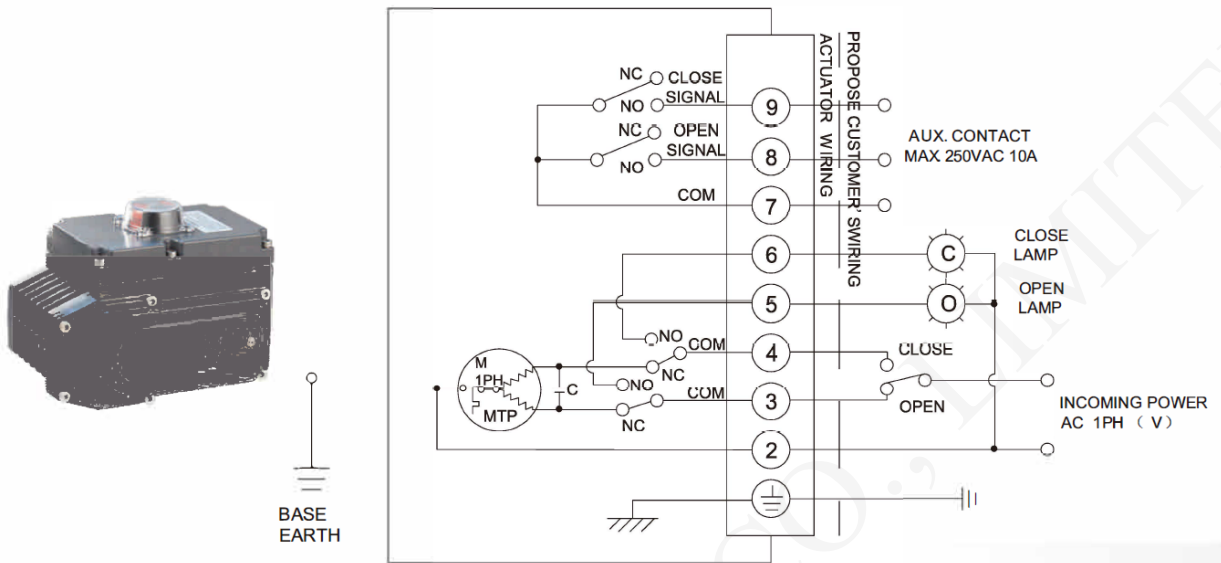 NC
CLOSE
NO
SIGNAL
9
NC
OPEN
NO
SIGNAL
8
COM
7
6
5
NO
COM
4
NC
NO
COM
3
NC
2
M
1PH
MTP
C
ACTUATOR WIRING
PROPOSE CUSTOMER' SWIRING
AUX. CONTACT
MAX. 250VAC 10A
C
CLOSE
LAMP
O
OPEN
LAMP
CLOSE
OPEN
INCOMING POWER
AC 1PH ( V )
BASE
EARTH
CO., LIMITE